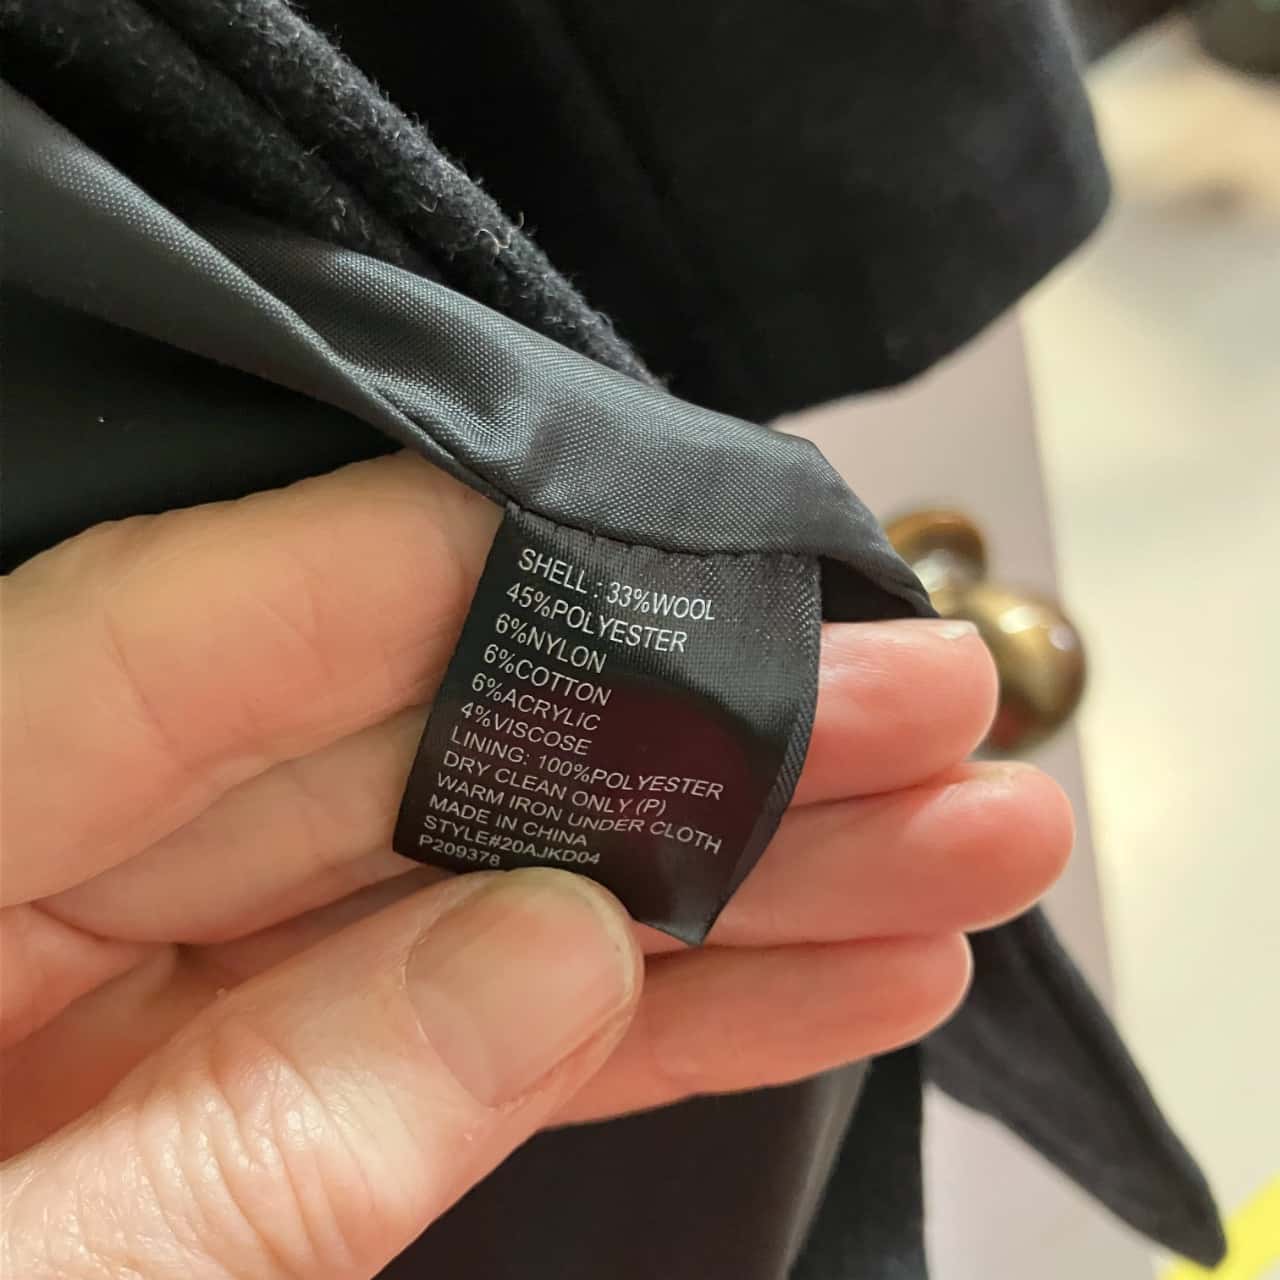 SHELL : 33%WOOL
45%POLYESTER
6%NYLON
6%COTTON
6%ACRYLIC
4%VISCOSE
LINING: 100%POLYESTER
DRY CLEAN ONLY (P)
WARM IRON UNDER CLOTH
MADE IN CHINA
STYLE#20AJKD04
P209378